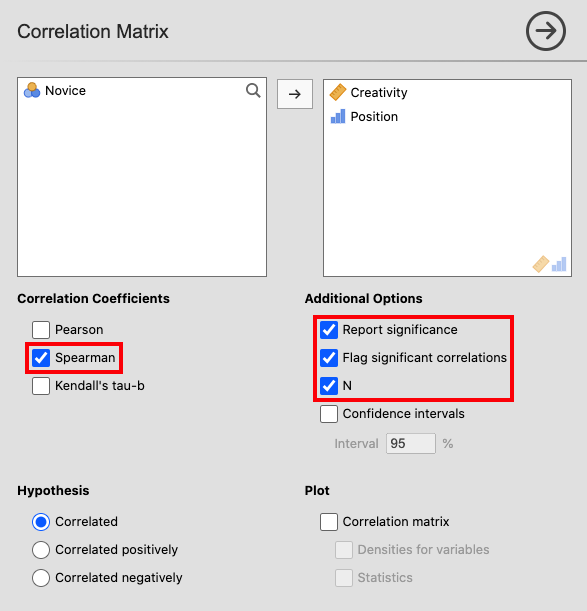 Correlation Matrix
Novice
Creativity
Position
Correlation Coefficients
Pearson
Spearman
Kendall's tau-b
Additional Options
Report significance
Flag significant correlations
N
Confidence intervals
Interval 95 %
Hypothesis
Correlated
Correlated positively
Correlated negatively
Plot
Correlation matrix
Densities for variables
Statistics